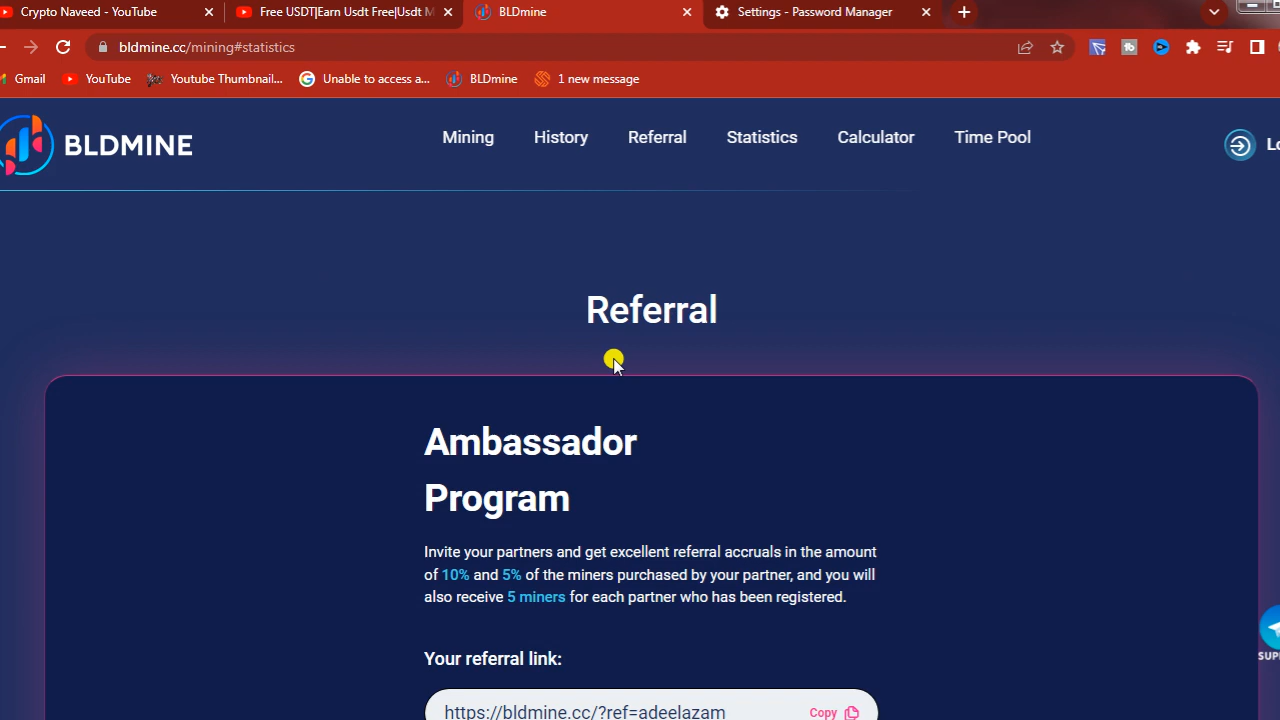 Crypto Naveed - YouTube
Free USDT|Earn Usdt Free|Usdt M
BLDmine
Settings - Password Manager
bldmine.cc/mining#statistics
Gmail
YouTube
Youtube Thumbnail...
Unable to access a...
BLDmine
1 new message
BLDMINE
Mining
History
Referral
Statistics
Calculator
Time Pool
Lo
Referral
Ambassador
Program
Invite your partners and get excellent referral accruals in the amount
of 10% and 5% of the miners purchased by your partner, and you will
also receive 5 miners for each partner who has been registered.
SUP
Your referral link:
https://bldmine.cc/?ref=adeelazam
Copy